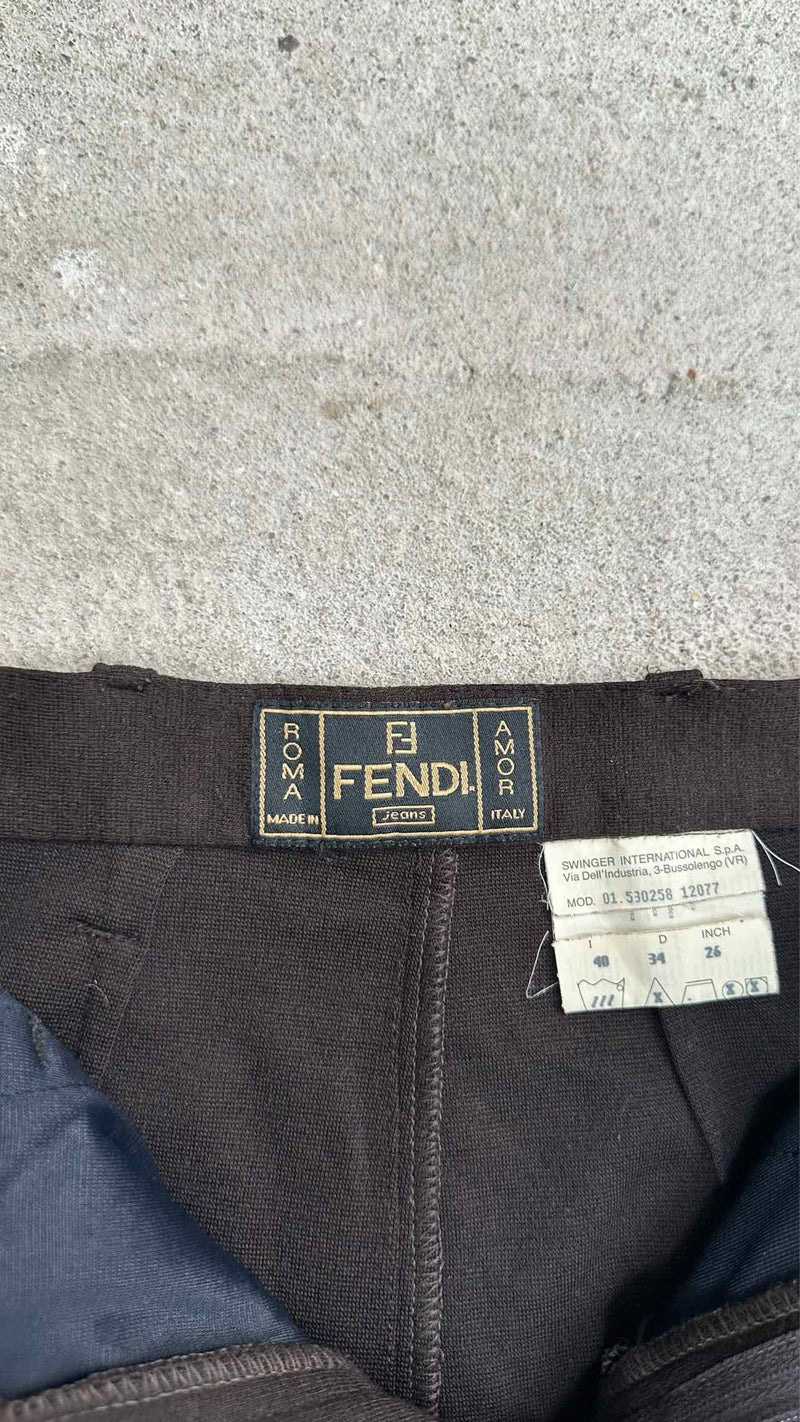 ROMA
MADE IN
FF
FENDI
jeans
AMOR
ITALY
SWINGER INTERNATIONAL S.p.A.
Via Dell'Industria, 3-Bussolengo (VR)
MOD. 01.530258 12077
I D INCH
40 34 26